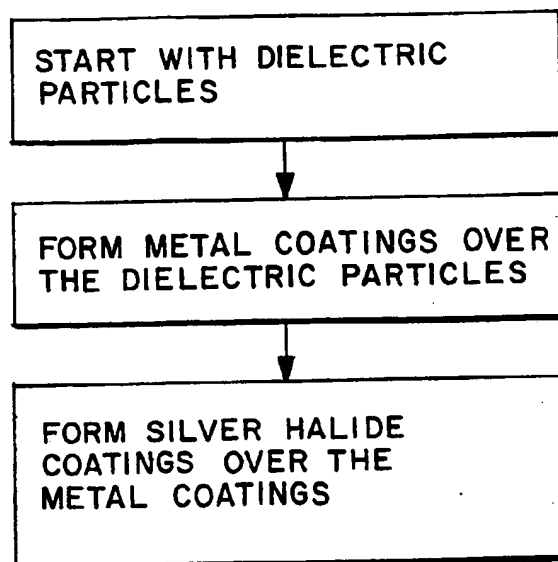 START WITH DIELECTRIC
PARTICLES
FORM METAL COATINGS OVER
THE DIELECTRIC PARTICLES
FORM SILVER HALIDE
COATINGS OVER THE
METAL COATINGS